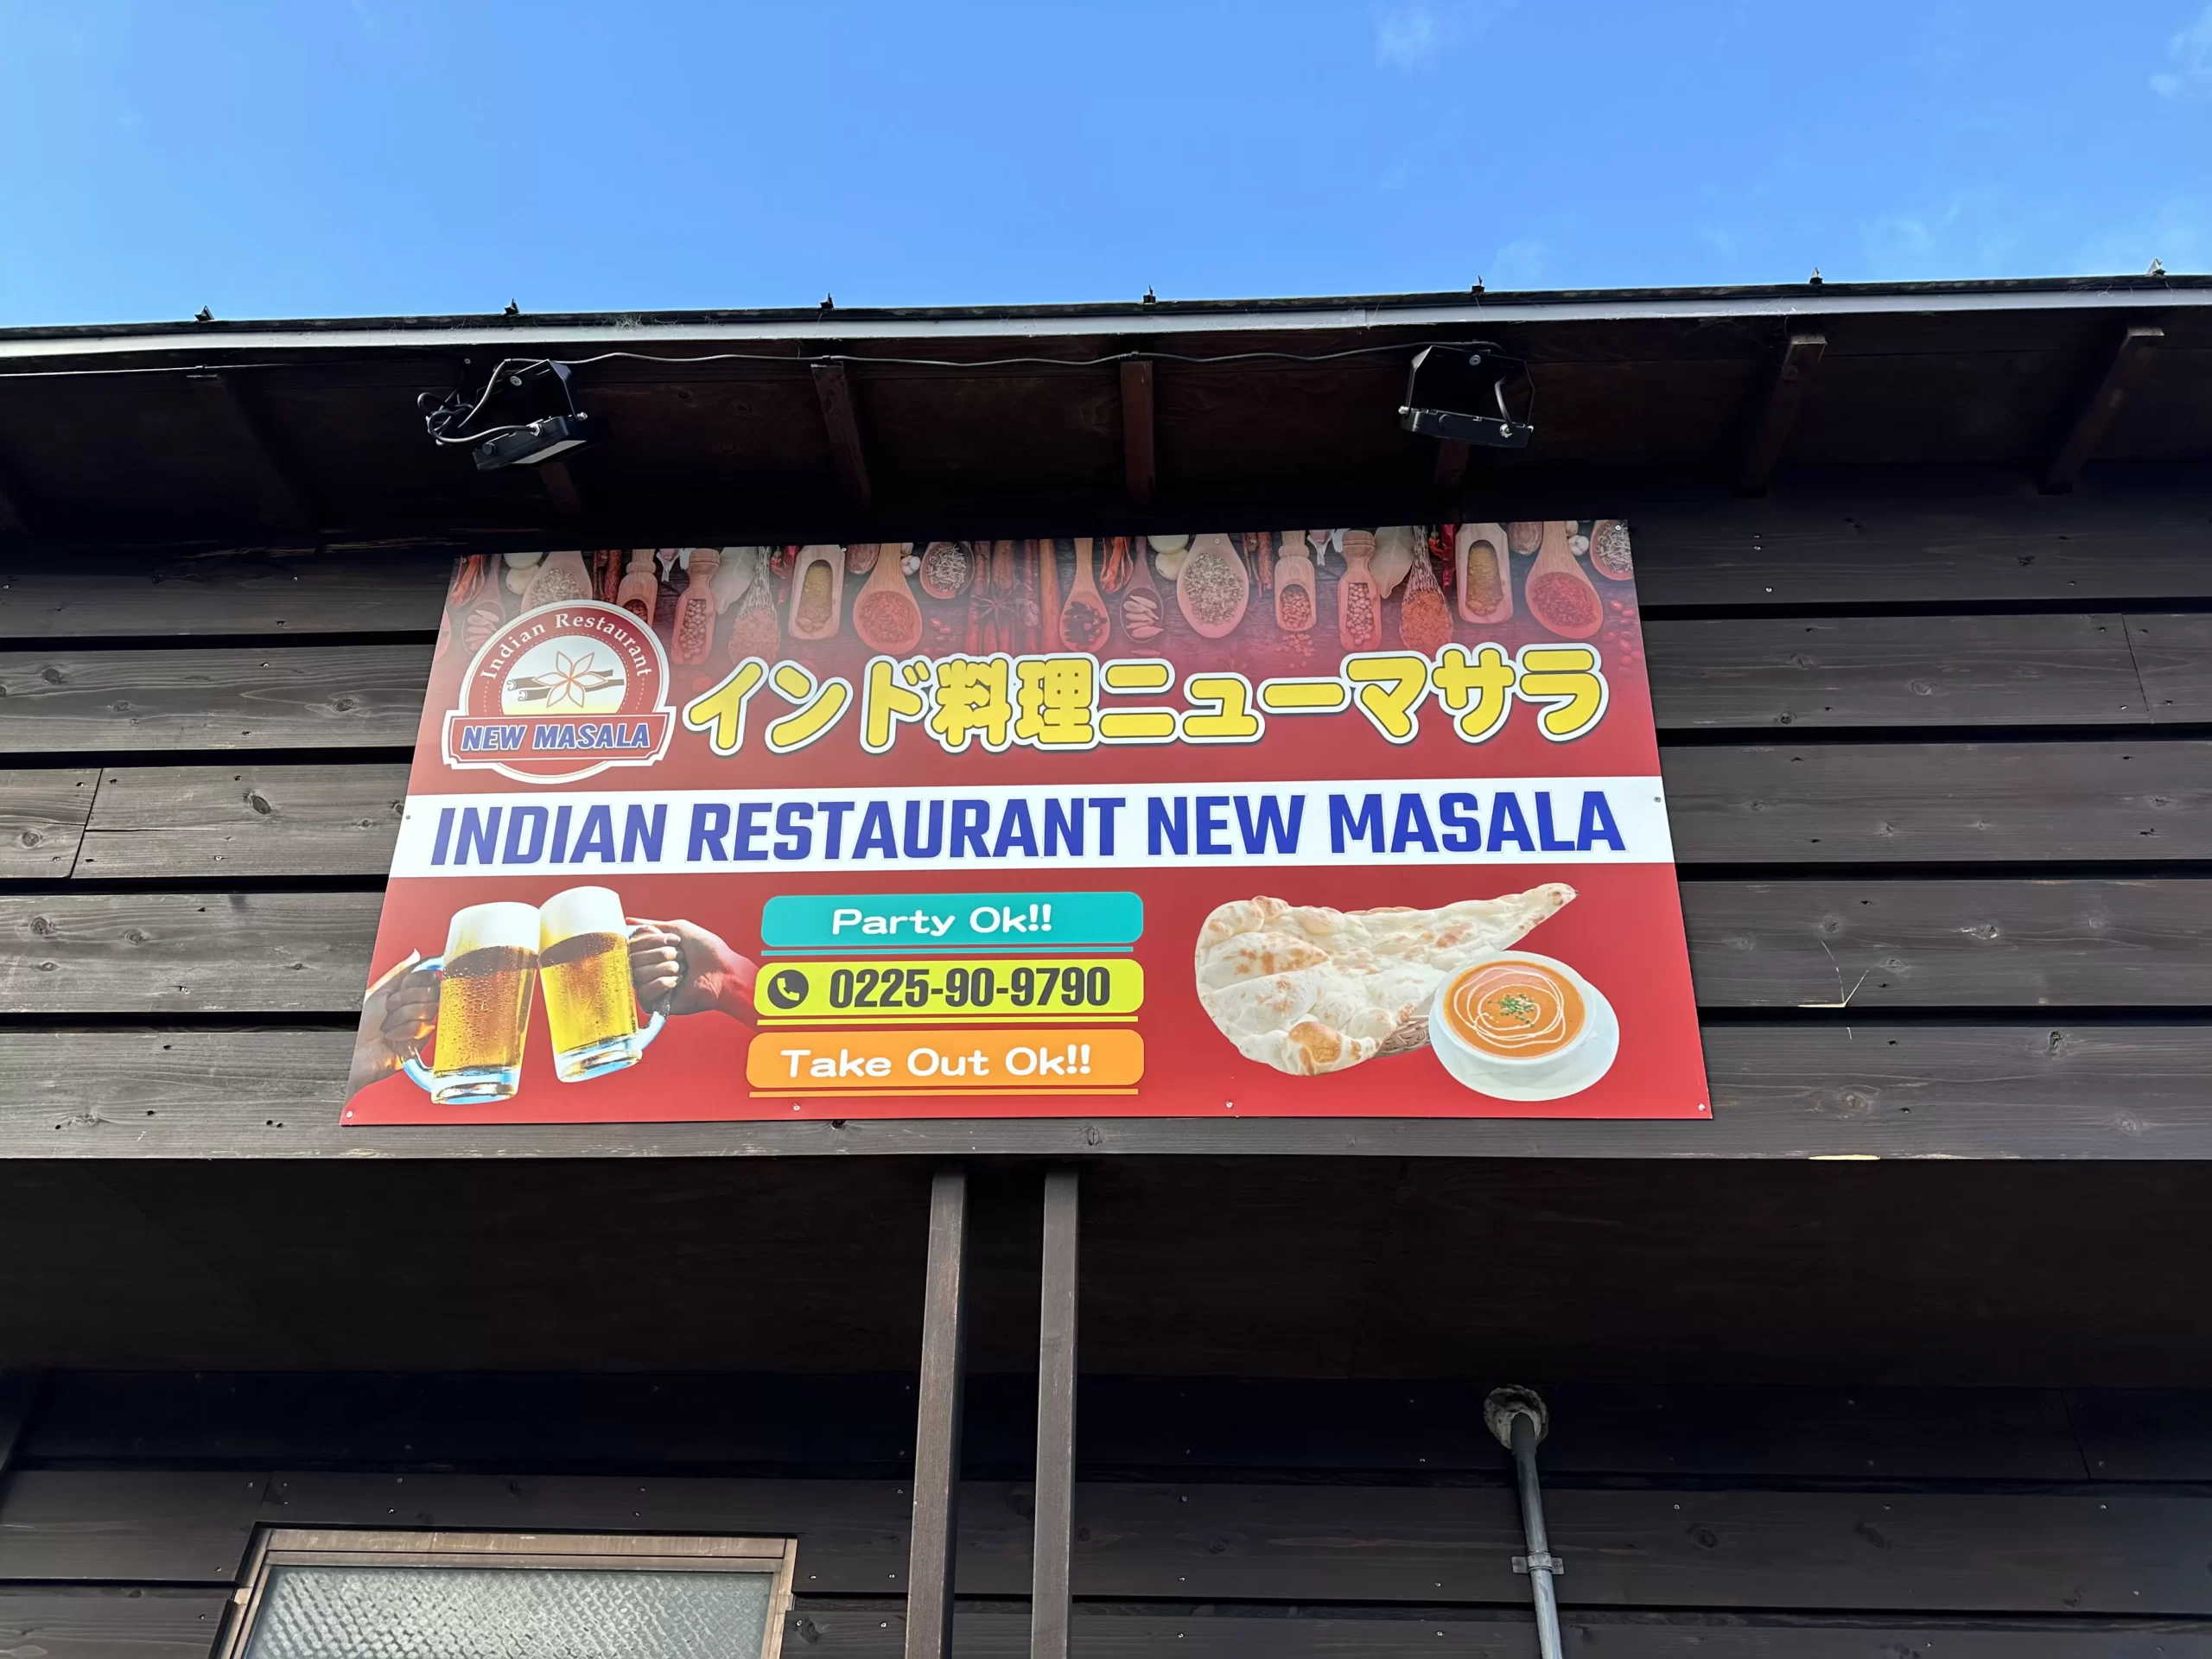 Indian Restaurant
NEW MASALA
インド料理ニューマサラ
INDIAN RESTAURANT NEW MASALA
Party Ok!!
0225-90-9790
Take Out Ok!!